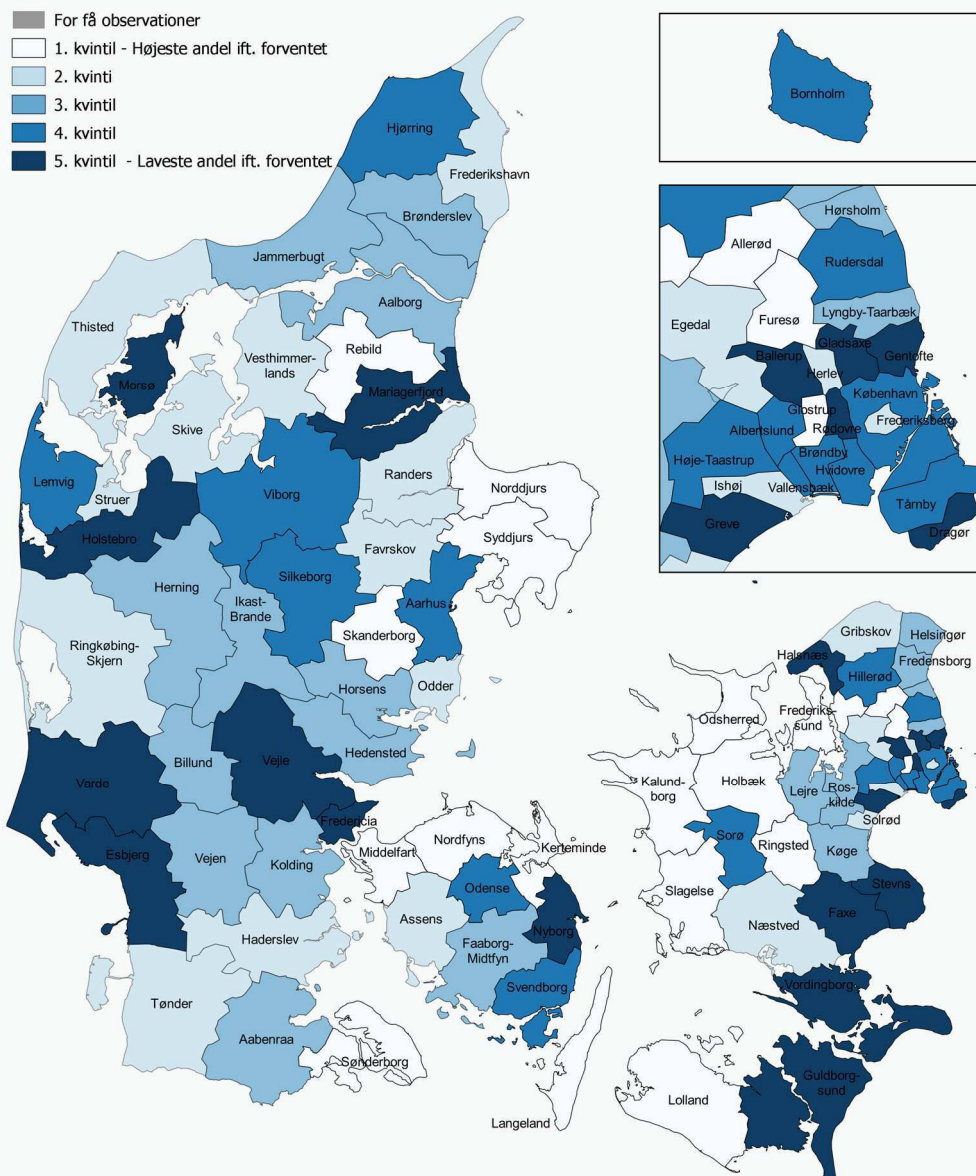 For få observationer
1. kvintil - Højeste andel ift. forventet
2. kvinti
3. kvintil
4. kvintil
5. kvintil - Laveste andel ift. forventet
Hjørring
Frederikshavn
Brønderslev
Jammerbugt
Aalborg
Thisted
Vesthimmer-
lands
Rebild
Morsø
Mariagerfjord
Skive
Lemvig
Struer
Viborg
Randers
Norddjurs
Holstebro
Syddjurs
Favrskov
Herning
Silkeborg
Ikast-
Brande
Aarhus
Skanderborg
Ringkøbing-
Skjern
Odder
Horsens
Hedensted
Billund
Vejle
Varde
Fredericia
Esbjerg
Vejen
Kolding
Middelfart
Nordfyns
Kerteminde
Odense
Assens
Nyborg
Haderslev
Faaborg-
Midtfyn
Svendborg
Tønder
Aabenraa
Sønderborg
Langeland
Bornholm
Hørsholm
Allerød
Rudersdal
Egedal
Furesø
Lyngby-Taarbæk
Gladsaxe
Ballerup
Gentofte
Herlev
København
Glostrup
Frederiksberg
Albertslund
Rødovre
Høje-Taastrup
Brøndby
Hvidovre
Ishøj
Vallensbæk
Greve
Tårnby
Dragør
Gribskov
Helsingør
Halsnæs
Fredensborg
Hillerød
Odsherred
Frederiks-
sund
Kalund-
borg
Holbæk
Lejre
Ros-
kilde
Solrød
Sorø
Ringsted
Køge
Slagelse
Stevns
Faxe
Næstved
Vordingborg
Guldborg-
sund
Lolland